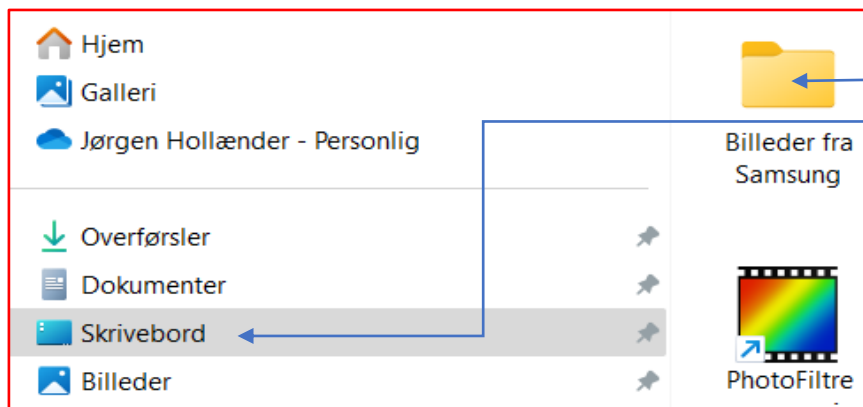 Hjem
Galleri
Jørgen Hollænder - Personlig
Overførsler
Dokumenter
Skrivebord
Billeder
Billeder fra
Samsung
PhotoFiltre